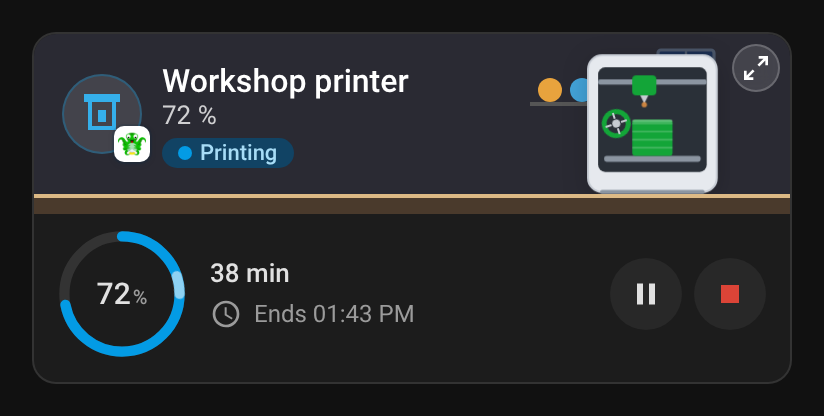 Workshop printer
72 %
Printing
72%
38 min
Ends 01:43 PM